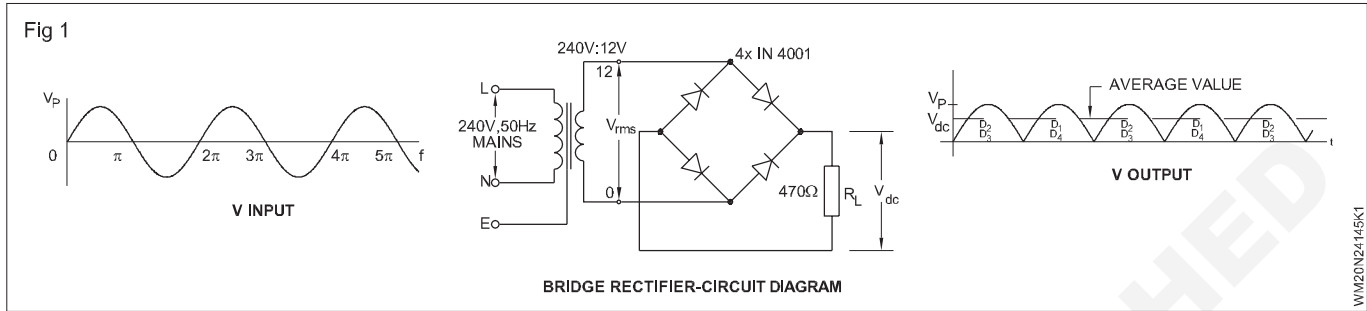 Fig 1
V_P
0
π
2π
3π
4π
5π
f
V INPUT
240V:12V
12
4x IN 4001
L
240V,50Hz
MAINS
V_rms
N
0
E
470Ω
R_L
V_dc
BRIDGE RECTIFIER-CIRCUIT DIAGRAM
AVERAGE VALUE
V_P
V_dc
D_2 D_1 D_2 D_1 D_2
D_3 D_4 D_3 D_4 D_3
t
V OUTPUT
WM20N24145K1
HED